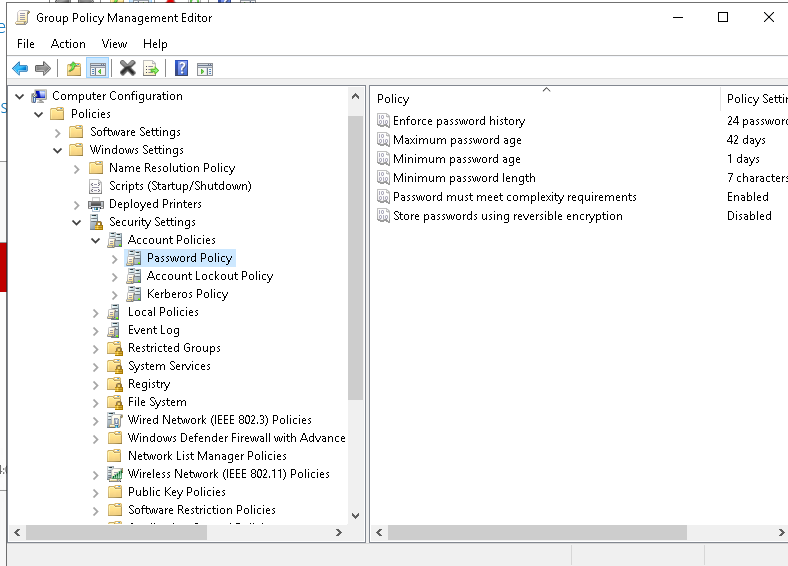 Group Policy Management Editor
File Action View Help
Computer Configuration
Policies
Software Settings
Windows Settings
Name Resolution Policy
Scripts (Startup/Shutdown)
Deployed Printers
Security Settings
Account Policies
Password Policy
Account Lockout Policy
Kerberos Policy
Local Policies
Event Log
Restricted Groups
System Services
Registry
File System
Wired Network (IEEE 802.3) Policies
Windows Defender Firewall with Advance
Network List Manager Policies
Wireless Network (IEEE 802.11) Policies
Public Key Policies
Software Restriction Policies
Policy Policy Settin
Enforce password history 24 password
Maximum password age 42 days
Minimum password age 1 days
Minimum password length 7 characters
Password must meet complexity requirements Enabled
Store passwords using reversible encryption Disabled